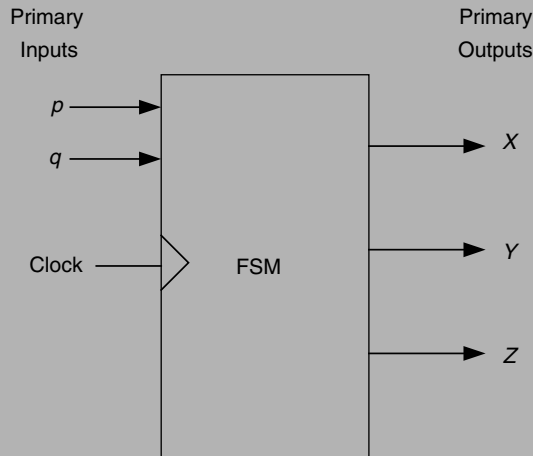 Primary
Inputs
Primary
Outputs
p
q
Clock
FSM
X
Y
Z